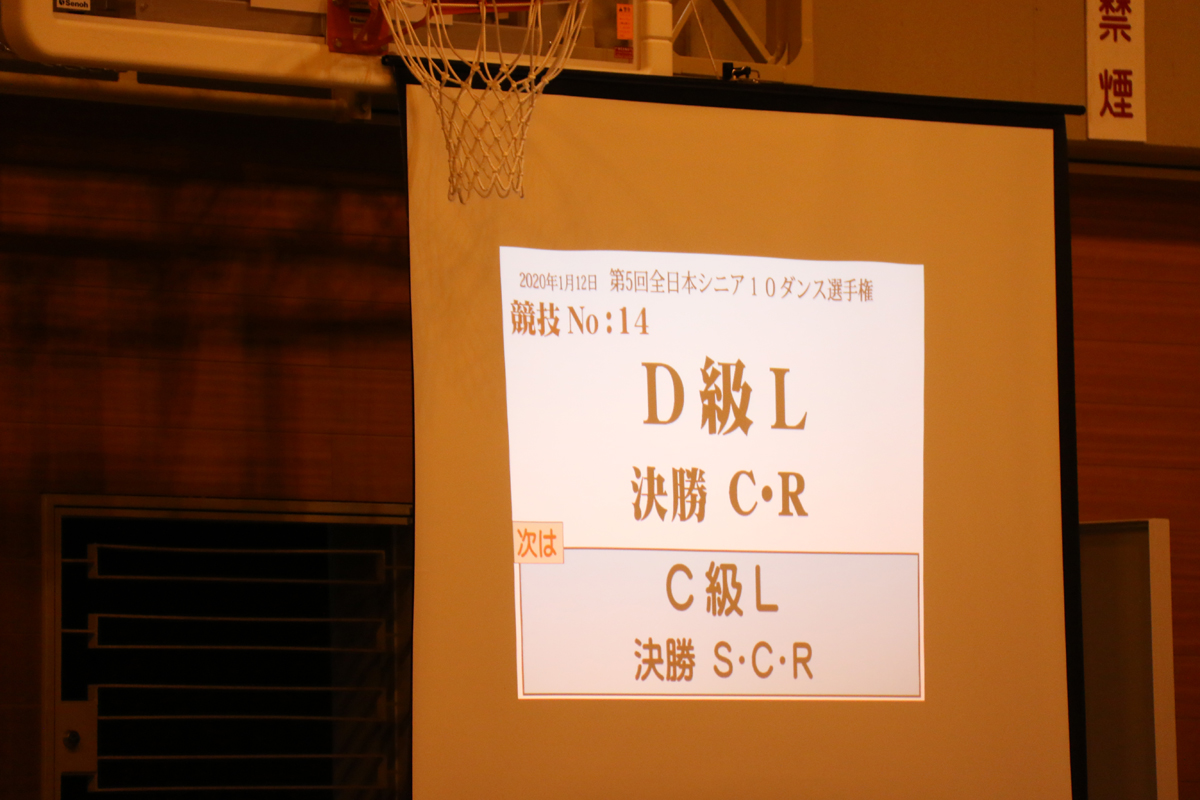 Senoh
禁煙
2020年1月12日 第5回全日本シニア10ダンス選手権
競技 No:14
D級 L
決勝 C・R
次は
C級L
決勝 S・C・R